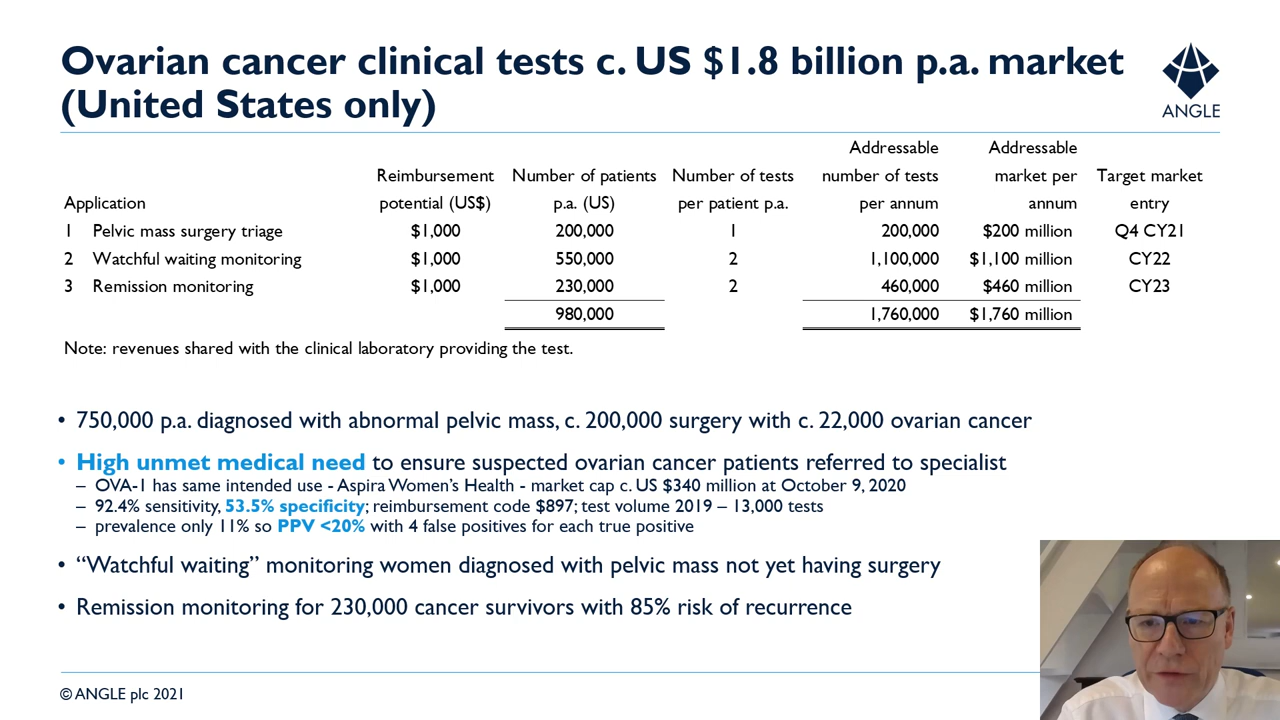 Ovarian cancer clinical tests c. US $1.8 billion p.a. market
(United States only)
ANGLE
Addressable Addressable
Reimbursement Number of patients Number of tests number of tests market per Target market
Application potential (US$) p.a. (US) per patient p.a. per annum annum entry
1 Pelvic mass surgery triage $1,000 200,000 1 200,000 $200 million Q4 CY21
2 Watchful waiting monitoring $1,000 550,000 2 1,100,000 $1,100 million CY22
3 Remission monitoring $1,000 230,000 2 460,000 $460 million CY23
980,000 1,760,000 $1,760 million
Note: revenues shared with the clinical laboratory providing the test.
• 750,000 p.a. diagnosed with abnormal pelvic mass, c. 200,000 surgery with c. 22,000 ovarian cancer
• High unmet medical need to ensure suspected ovarian cancer patients referred to specialist
– OVA-1 has same intended use - Aspira Women's Health - market cap c. US $340 million at October 9, 2020
– 92.4% sensitivity, 53.5% specificity; reimbursement code $897; test volume 2019 – 13,000 tests
– prevalence only 11% so PPV <20% with 4 false positives for each true positive
• “Watchful waiting” monitoring women diagnosed with pelvic mass not yet having surgery
• Remission monitoring for 230,000 cancer survivors with 85% risk of recurrence
© ANGLE plc 2021